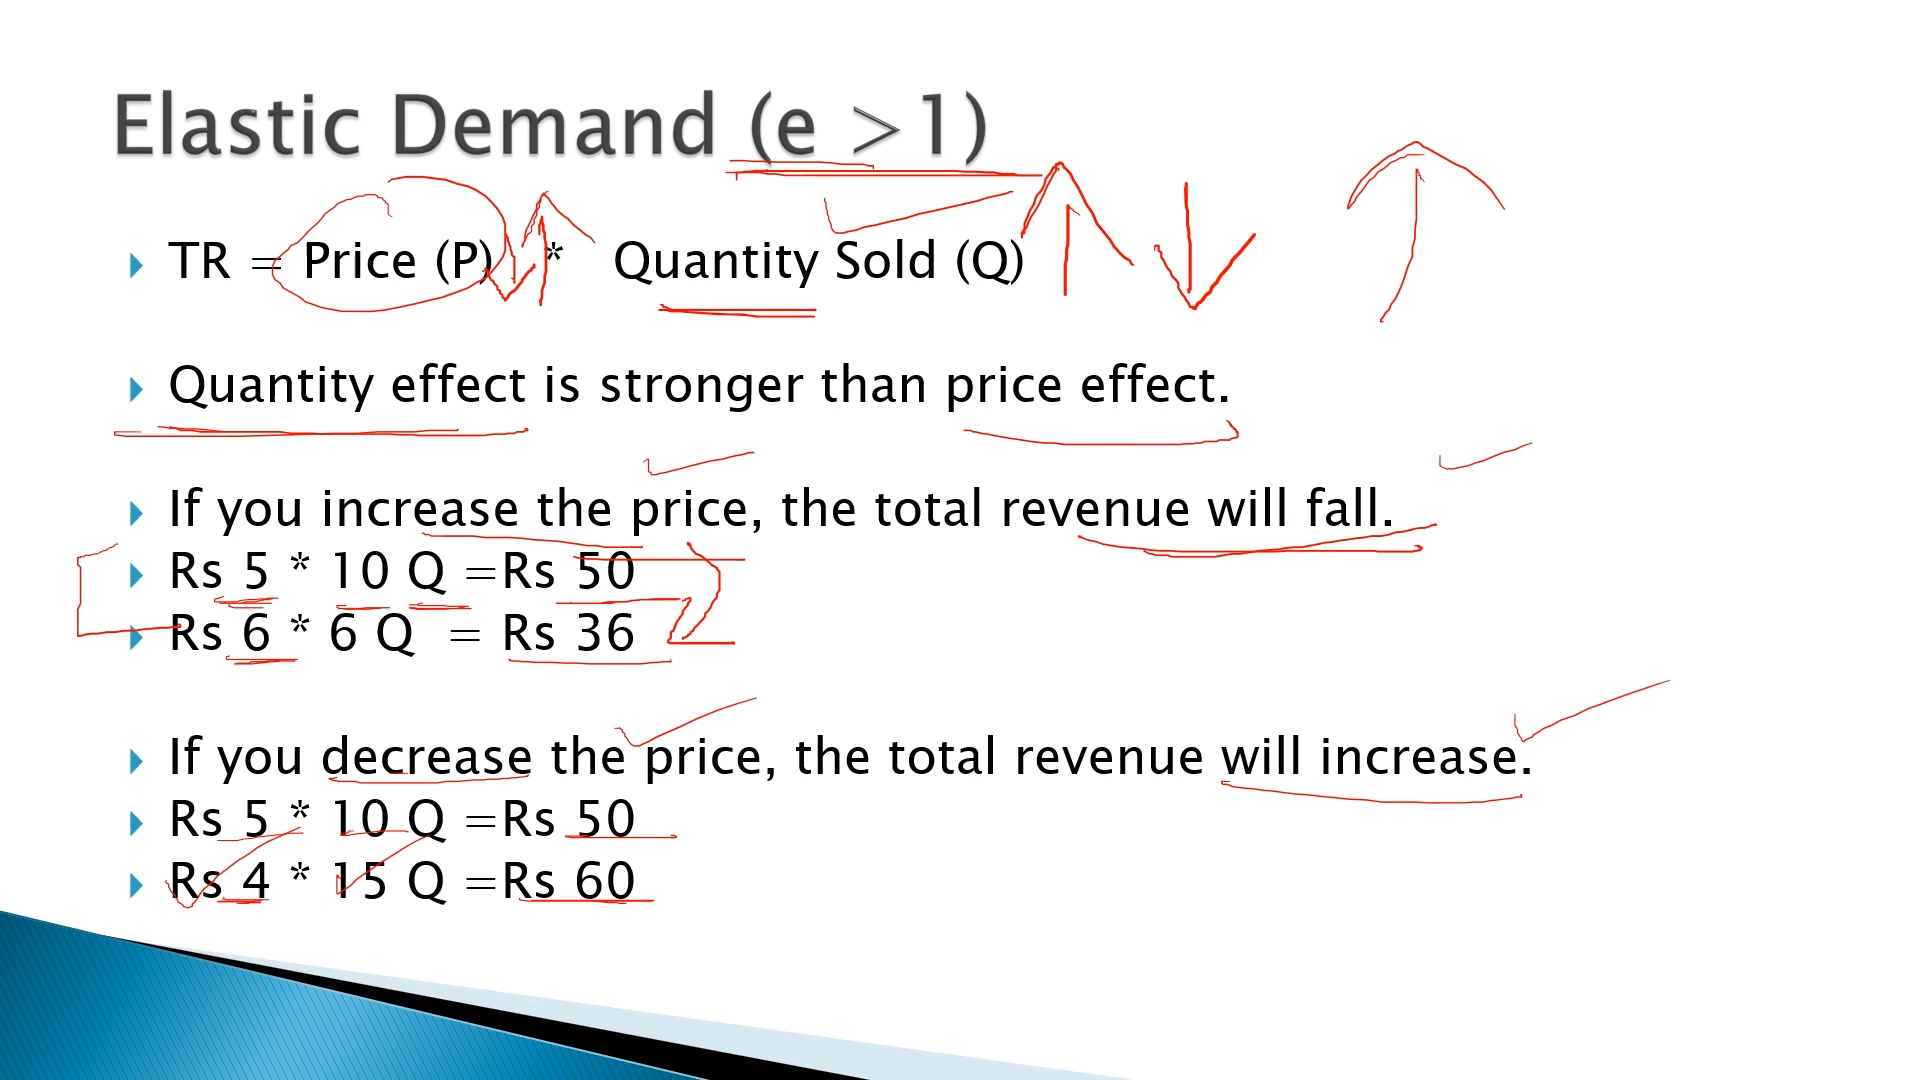 Elastic Demand (e >1)
TR = Price (P) * Quantity Sold (Q)
Quantity effect is stronger than price effect.
If you increase the price, the total revenue will fall.
Rs 5 * 10 Q =Rs 50
Rs 6 * 6 Q = Rs 36
If you decrease the price, the total revenue will increase.
Rs 5 * 10 Q =Rs 50
Rs 4 * 15 Q =Rs 60